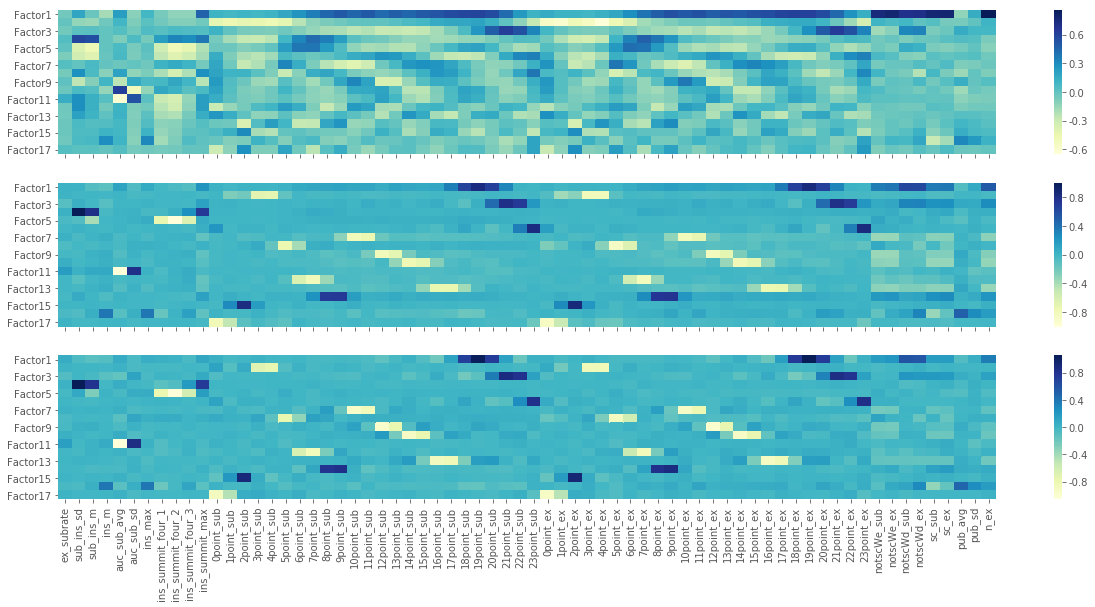 Factor1
Factor3
Factor5
Factor7
Factor9
Factor11
Factor13
Factor15
Factor17
0.6
0.3
0.0
-0.3
-0.6
Factor1
Factor3
Factor5
Factor7
Factor9
Factor11
Factor13
Factor15
Factor17
0.8
0.4
0.0
-0.4
-0.8
Factor1
Factor3
Factor5
Factor7
Factor9
Factor11
Factor13
Factor15
Factor17
0.8
0.4
0.0
-0.4
-0.8
ex_subrate
sub_ins_sd
sub_ins_m
ins_m
auc_sub_avg
auc_sub_sd
ins_max
ins_summit_four_1
ins_summit_four_2
ins_summit_four_3
ins_summit_max
0point_sub
1point_sub
2point_sub
3point_sub
4point_sub
5point_sub
6point_sub
7point_sub
8point_sub
9point_sub
10point_sub
11point_sub
12point_sub
13point_sub
14point_sub
15point_sub
16point_sub
17point_sub
18point_sub
19point_sub
20point_sub
21point_sub
22point_sub
23point_sub
0point_ex
1point_ex
2point_ex
3point_ex
4point_ex
5point_ex
6point_ex
7point_ex
8point_ex
9point_ex
10point_ex
11point_ex
12point_ex
13point_ex
14point_ex
15point_ex
16point_ex
17point_ex
18point_ex
19point_ex
20point_ex
21point_ex
22point_ex
23point_ex
notscWe_sub
notscWe_ex
notscWd_sub
notscWd_ex
sc_sub
sc_ex
pub_avg
pub_sd
n_ex